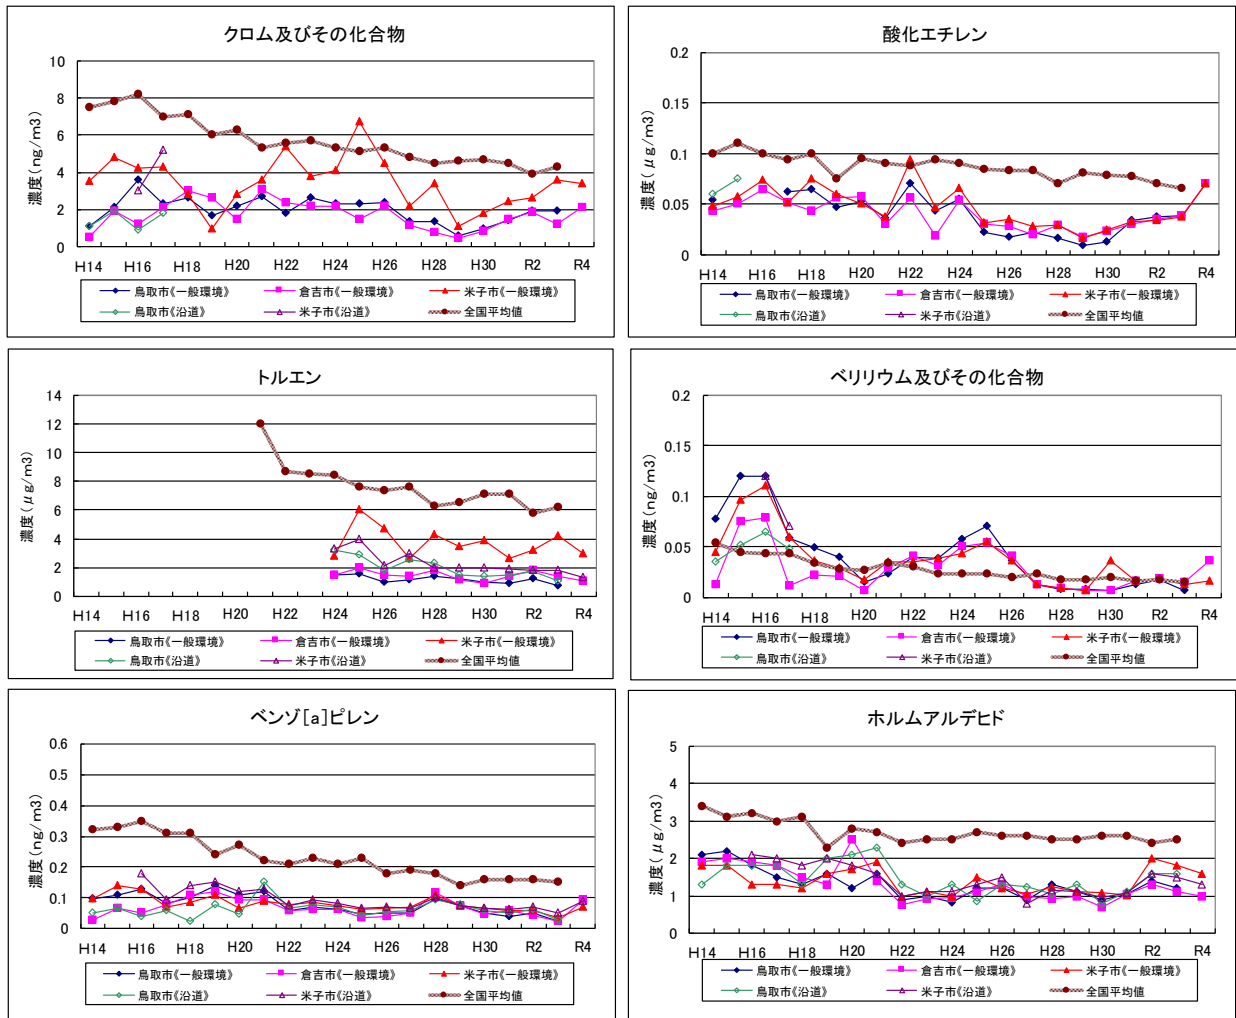 クロム及びその化合物
濃度(ng/m3)
10
8
6
4
2
0
H14 H16 H18 H20 H22 H24 H26 H28 H30 R2 R4
鳥取市《一般環境》 倉吉市《一般環境》 米子市《一般環境》
鳥取市《沿道》 米子市《沿道》 全国平均値
酸化エチレン
濃度(μg/m3)
0.2
0.15
0.1
0.05
0
H14 H16 H18 H20 H22 H24 H26 H28 H30 R2 R4
鳥取市《一般環境》 倉吉市《一般環境》 米子市《一般環境》
鳥取市《沿道》 米子市《沿道》 全国平均値
トルエン
濃度(μg/m3)
14
12
10
8
6
4
2
0
H14 H16 H18 H20 H22 H24 H26 H28 H30 R2 R4
鳥取市《一般環境》 倉吉市《一般環境》 米子市《一般環境》
鳥取市《沿道》 米子市《沿道》 全国平均値
ベリリウム及びその化合物
濃度(ng/m3)
0.2
0.15
0.1
0.05
0
H14 H16 H18 H20 H22 H24 H26 H28 H30 R2 R4
鳥取市《一般環境》 倉吉市《一般環境》 米子市《一般環境》
鳥取市《沿道》 米子市《沿道》 全国平均値
ベンゾ[a]ピレン
濃度(ng/m3)
0.6
0.5
0.4
0.3
0.2
0.1
0
H14 H16 H18 H20 H22 H24 H26 H28 H30 R2 R4
鳥取市《一般環境》 倉吉市《一般環境》 米子市《一般環境》
鳥取市《沿道》 米子市《沿道》 全国平均値
ホルムアルデヒド
濃度(μg/m3)
5
4
3
2
1
0
H14 H16 H18 H20 H22 H24 H26 H28 H30 R2 R4
鳥取市《一般環境》 倉吉市《一般環境》 米子市《一般環境》
鳥取市《沿道》 米子市《沿道》 全国平均値